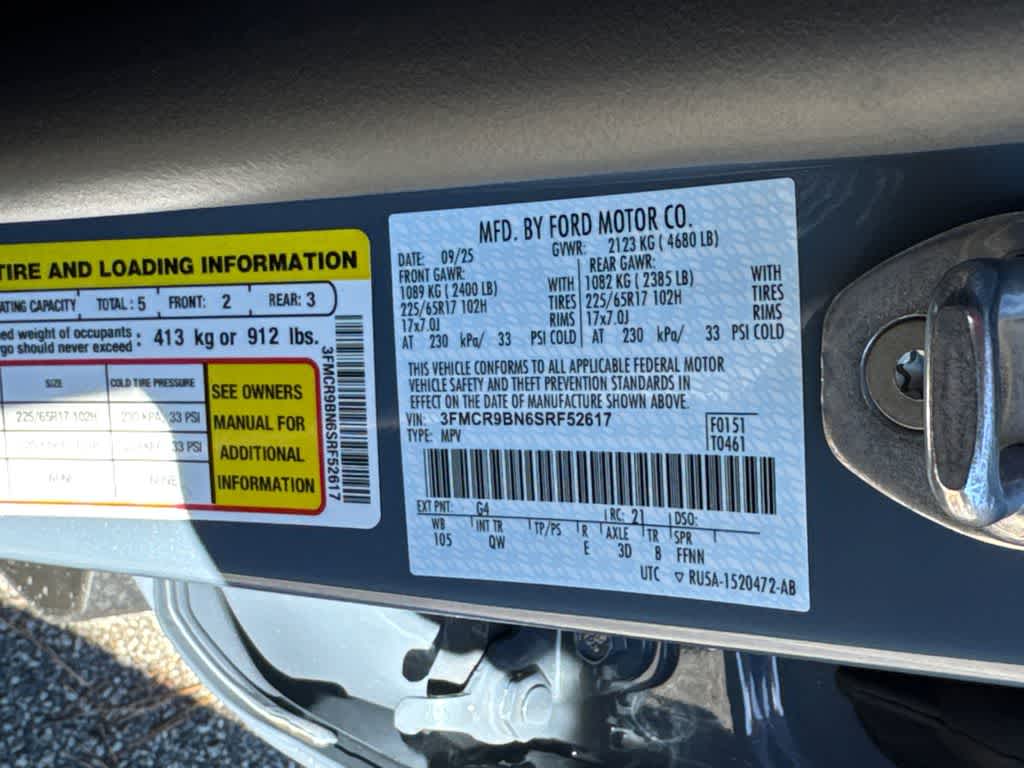 TIRE AND LOADING INFORMATION
ATING CAPACITY TOTAL : 5 FRONT: 2 REAR: 3
ed weight of occupants
go should never exceed : 413 kg or 912 lbs.
SIZE COLD TIRE PRESSURE
225/65R17 102H 230 KPA 33 PSI
33 PSI
NONE
SEE OWNERS
MANUAL FOR
ADDITIONAL
INFORMATION
3FMCR9BN6SRF52617
MFD. BY FORD MOTOR CO.
DATE: 09/25 GVWR: 2123 KG ( 4680 LB)
FRONT GAWR: REAR GAWR:
1089 KG ( 2400 LB) WITH 1082 KG ( 2385 LB) WITH
225/65R17 102H TIRES 225/65R17 102H TIRES
17x7.0J RIMS 17x7.0J RIMS
AT 230 kPa/ 33 PSI COLD AT 230 kPa/ 33 PSI COLD
THIS VEHICLE CONFORMS TO ALL APPLICABLE FEDERAL MOTOR
VEHICLE SAFETY AND THEFT PREVENTION STANDARDS IN
EFFECT ON THE DATE OF MANUFACTURE SHOWN ABOVE.
VIN: 3FMCR9BN6SRF52617 F0151
TYPE: MPV T0461
EXT PNT: G4 RC: 21 DSO:
WB INT TR TP/PS R AXLE TR SPR
105 QW E 3D B FFNN
UTC ▽ RUSA-1520472-AB